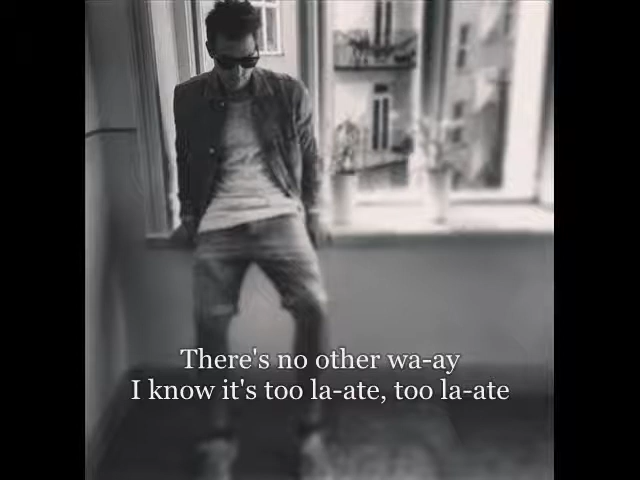 There's no other wa-ay
I know it's too la-ate, too la-ate